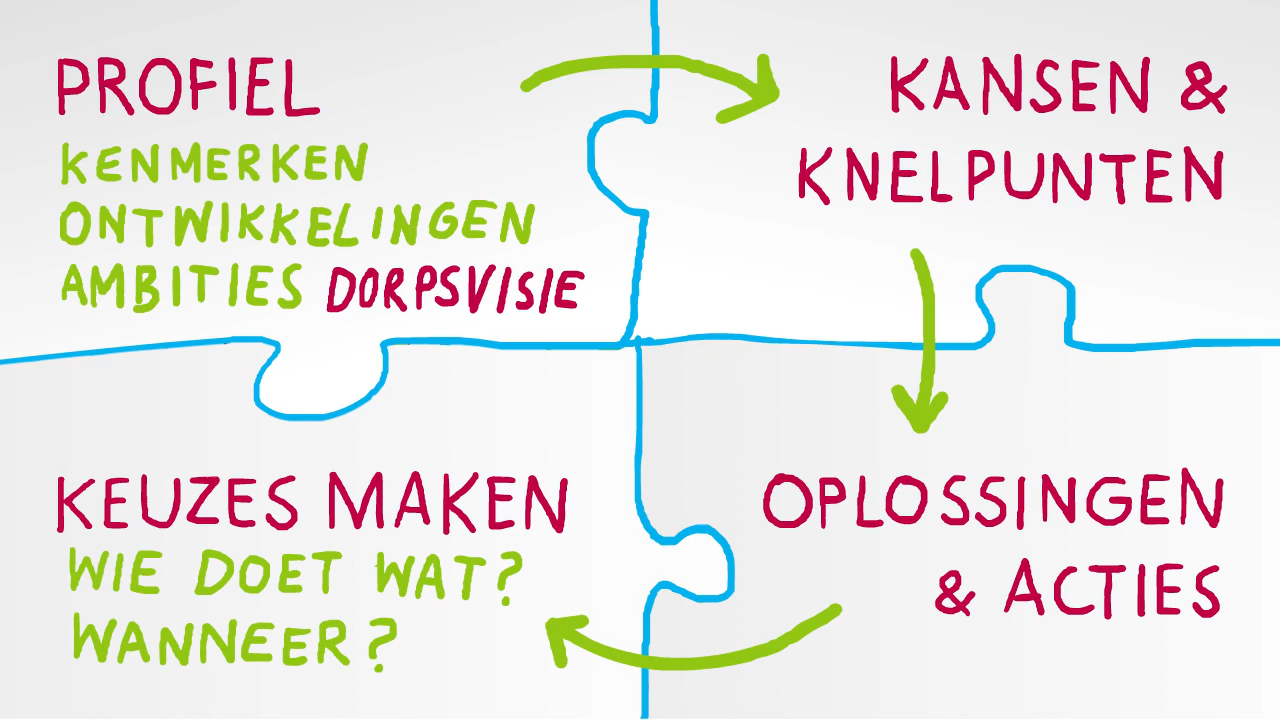 PROFIEL
KENMERKEN
ONTWIKKELINGEN
AMBITIES DORPSVISIE
KANSEN &
KNELPUNTEN
KEUZES MAKEN
WIE DOET WAT?
WANNEER?
OPLOSSINGEN
& ACTIES